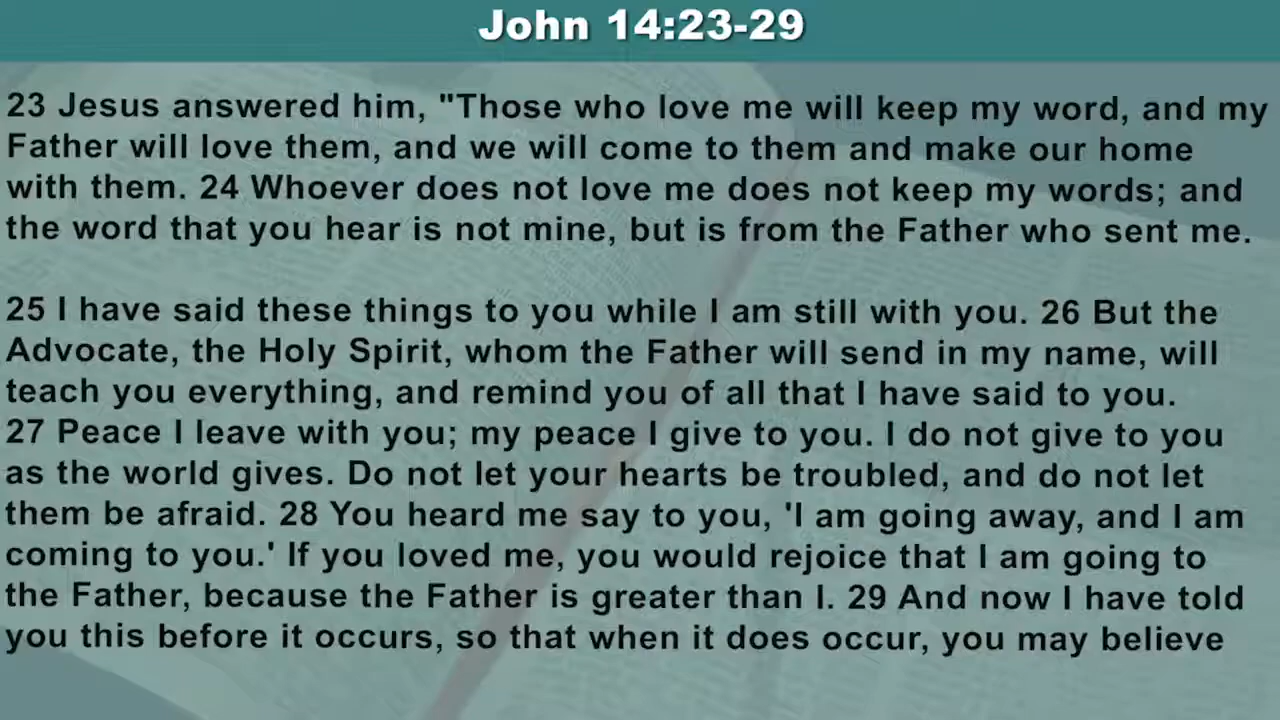 John 14:23-29
23 Jesus answered him, "Those who love me will keep my word, and my
Father will love them, and we will come to them and make our home
with them. 24 Whoever does not love me does not keep my words; and
the word that you hear is not mine, but is from the Father who sent me.
25 I have said these things to you while I am still with you. 26 But the
Advocate, the Holy Spirit, whom the Father will send in my name, will
teach you everything, and remind you of all that I have said to you.
27 Peace I leave with you; my peace I give to you. I do not give to you
as the world gives. Do not let your hearts be troubled, and do not let
them be afraid. 28 You heard me say to you, 'I am going away, and I am
coming to you.' If you loved me, you would rejoice that I am going to
the Father, because the Father is greater than I. 29 And now I have told
you this before it occurs, so that when it does occur, you may believe